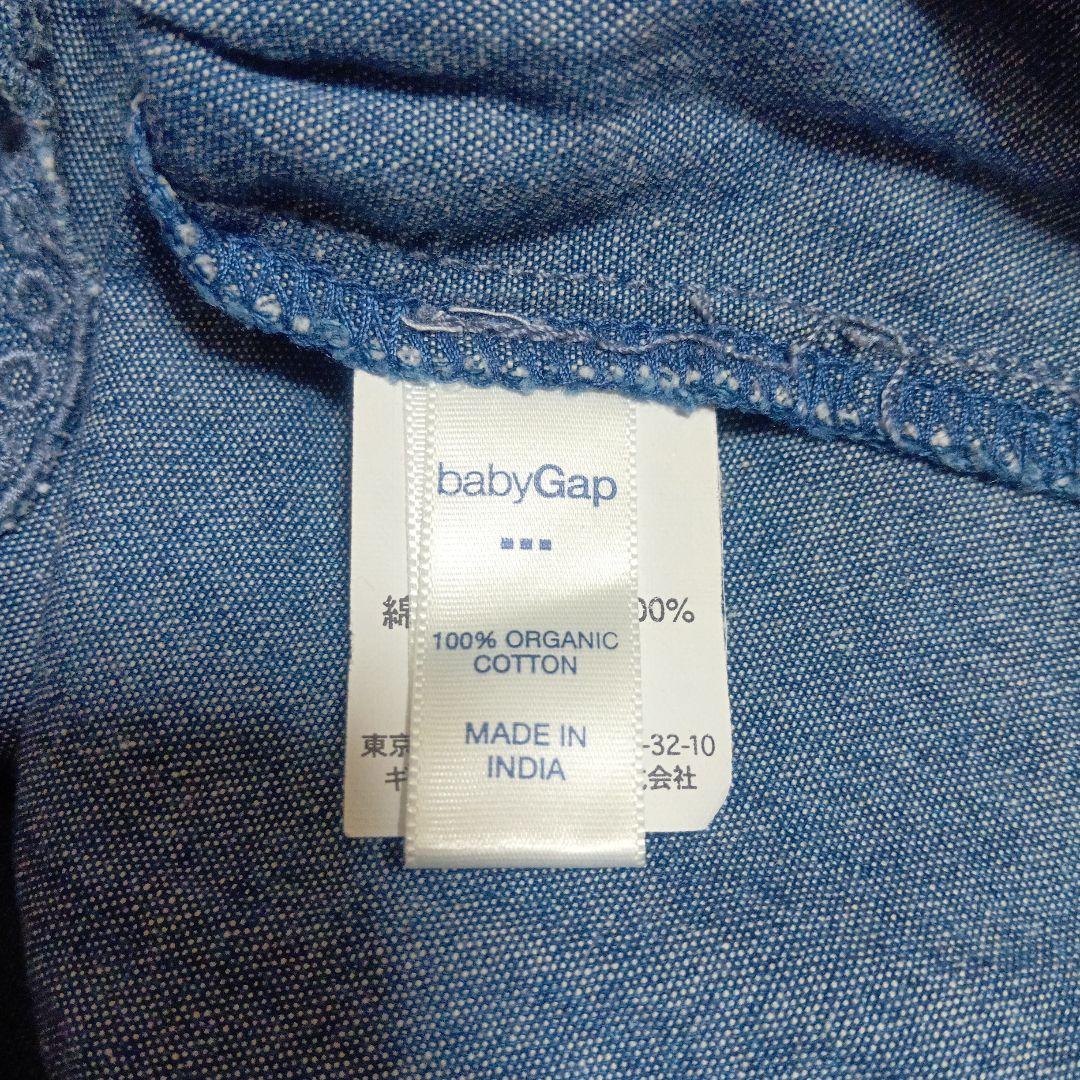 babyGap
100% ORGANIC
COTTON
MADE IN
INDIA
綿 00%
東京 -32-10
ギ 会社